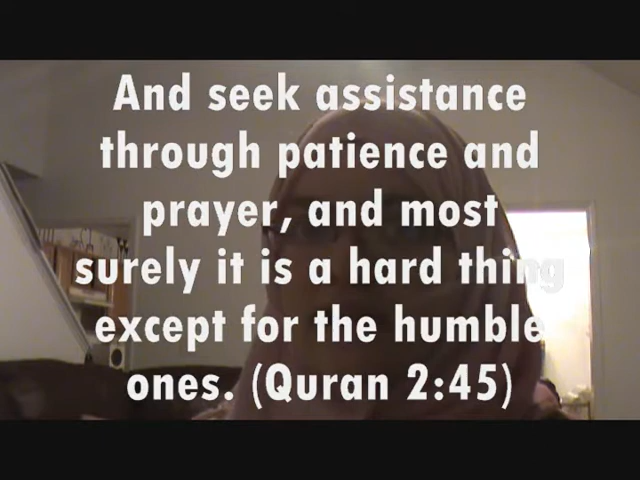 And seek assistance
through patience and
prayer, and most
surely it is a hard thing
except for the humble
ones. (Quran 2:45)